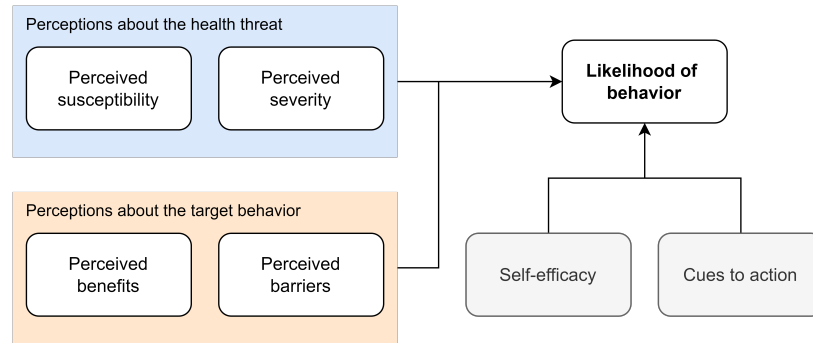 Perceptions about the health threat
Perceived
susceptibility
Perceived
severity
Likelihood of
behavior
Perceptions about the target behavior
Perceived
benefits
Perceived
barriers
Self-efficacy
Cues to action